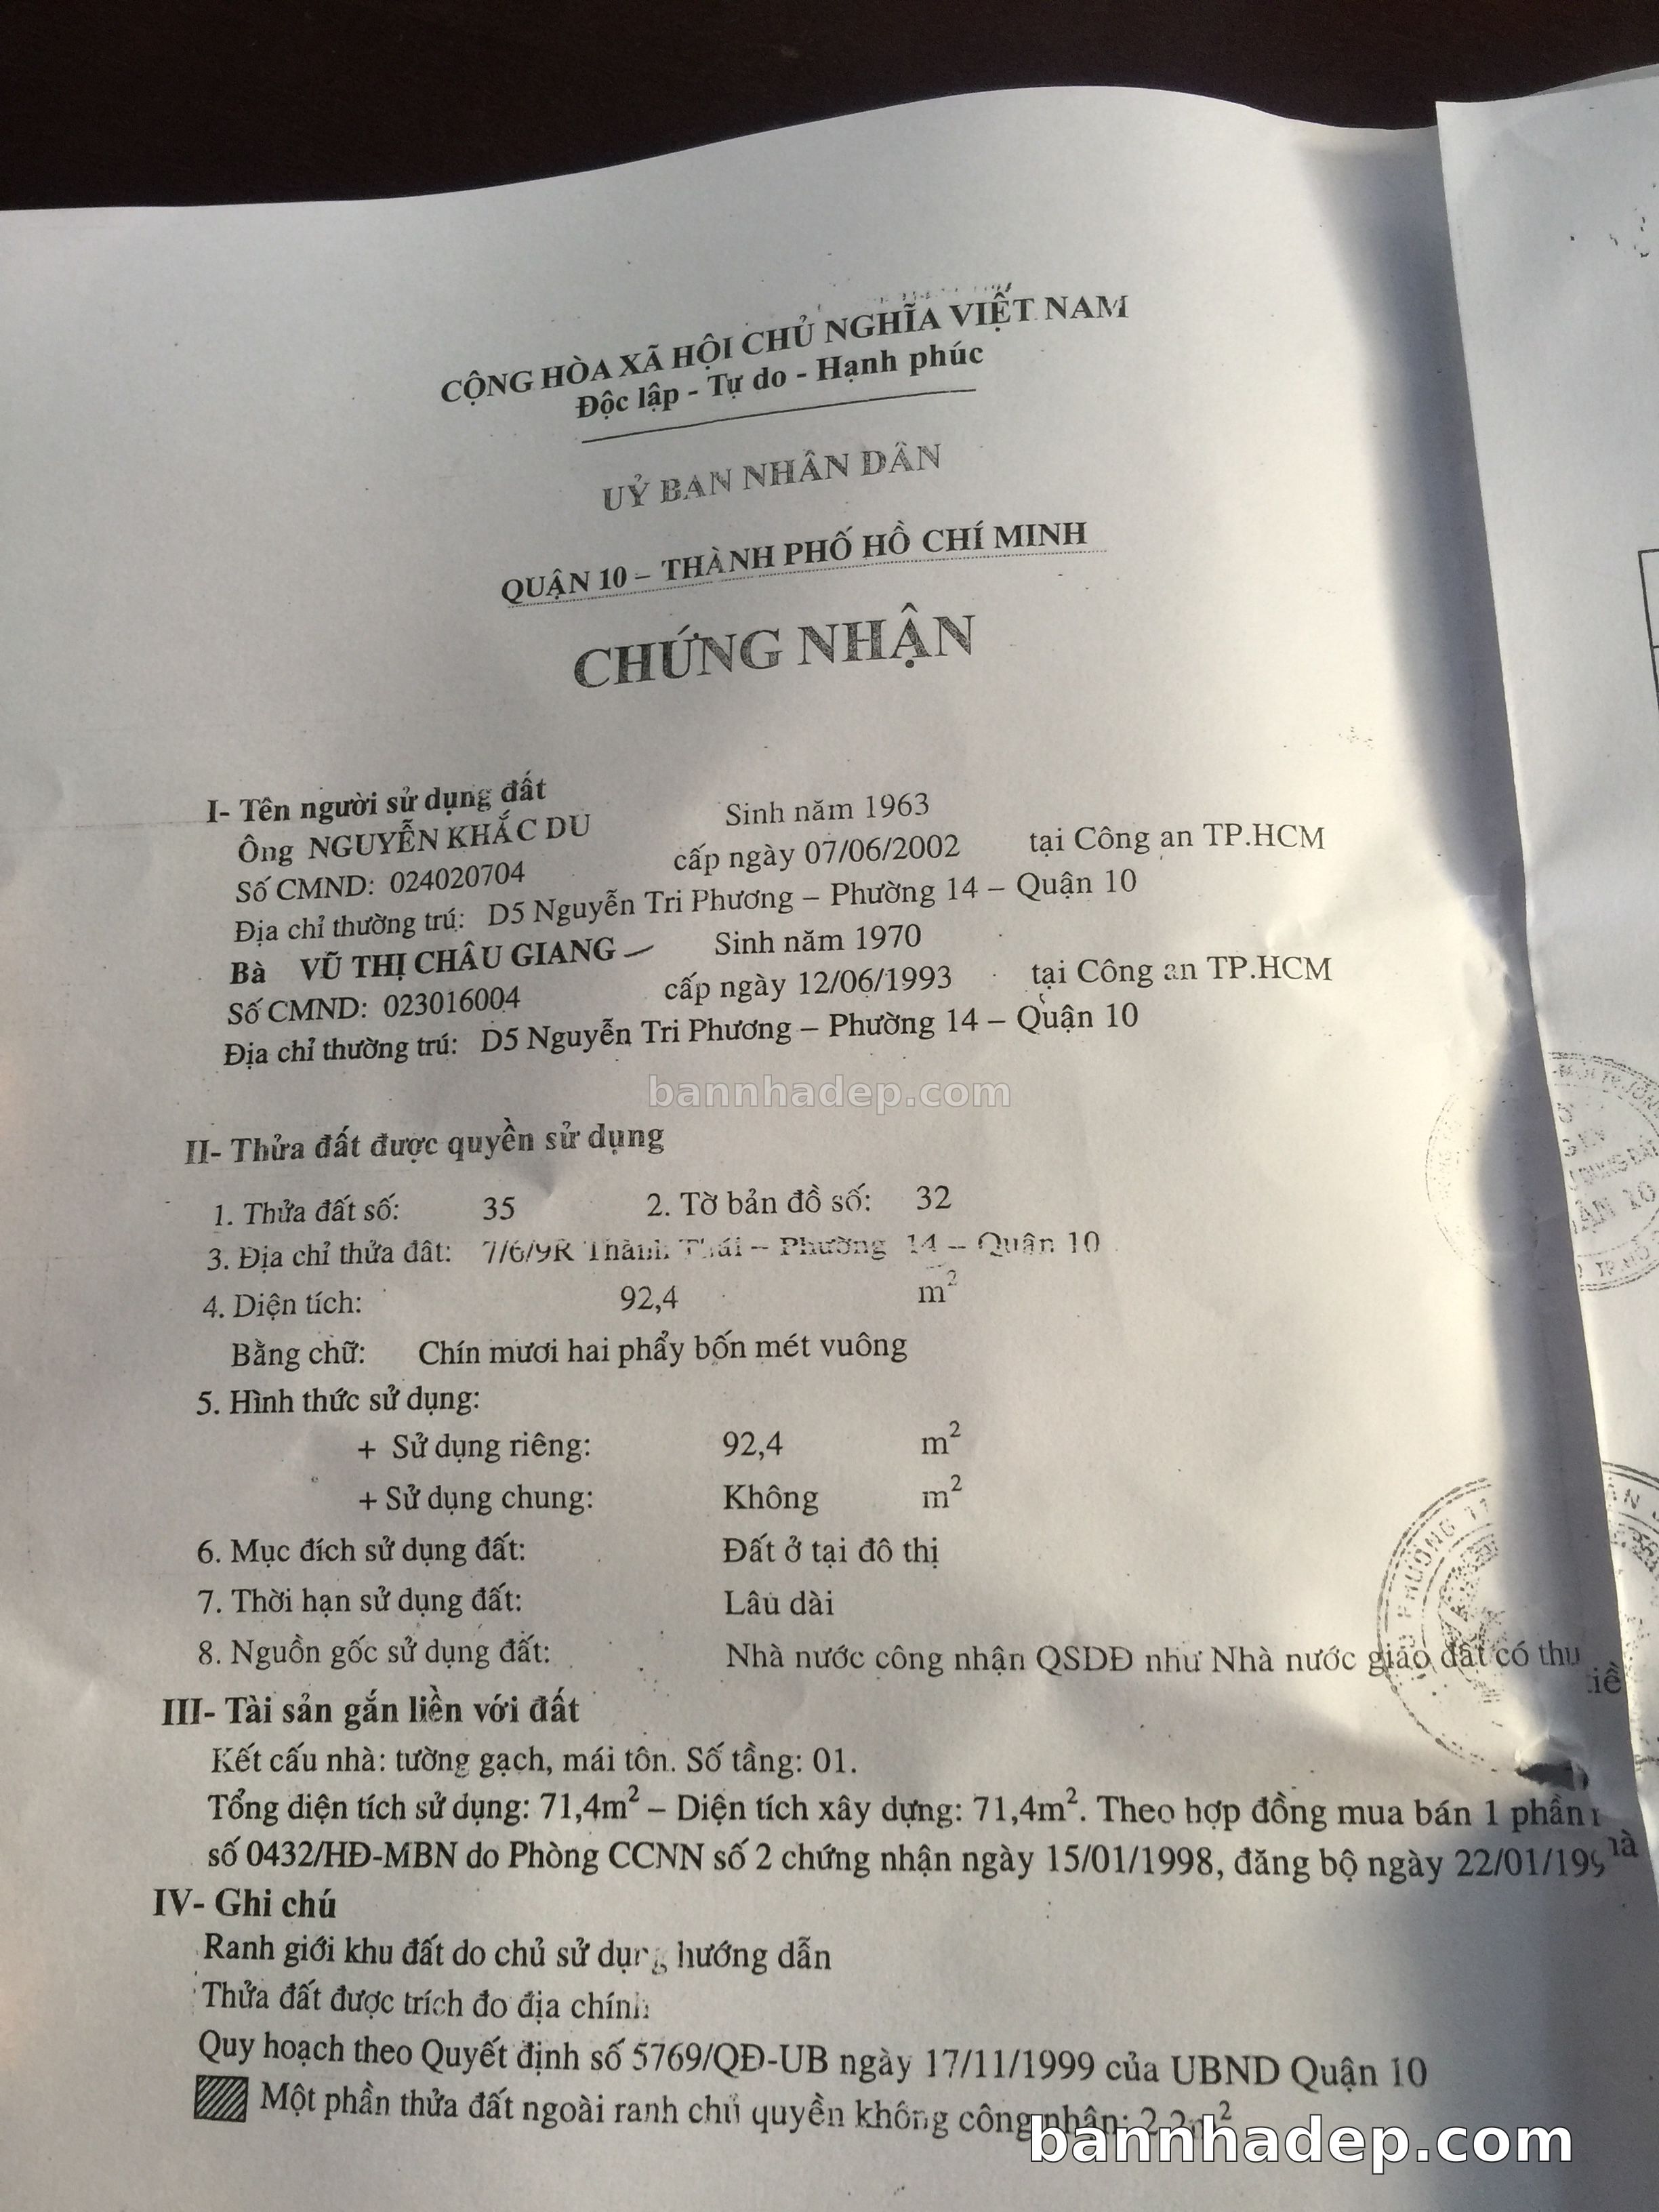 CỘNG HÒA XÃ HỘI CHỦ NGHĨA VIỆT NAM
Độc lập - Tự do - Hạnh phúc
UỶ BAN NHÂN DÂN
QUẬN 10 – THÀNH PHỐ HỒ CHÍ MINH
CHỨNG NHẬN
I- Tên người sử dụng đất
Ông NGUYỄN KHẮC DU Sinh năm 1963
Số CMND: 024020704 cấp ngày 07/06/2002 tại Công an TP.HCM
Địa chỉ thường trú: D5 Nguyễn Tri Phương – Phường 14 – Quận 10
Bà VŨ THỊ CHÂU GIANG Sinh năm 1970
Số CMND: 023016004 cấp ngày 12/06/1993 tại Công an TP.HCM
Địa chỉ thường trú: D5 Nguyễn Tri Phương – Phường 14 – Quận 10
bannhadep.com
II- Thửa đất được quyền sử dụng
1. Thửa đất số: 35 2. Tờ bản đồ số: 32
3. Địa chỉ thửa đất: 7/6/9R Thành Thái – Phường 14 – Quận 10
4. Diện tích: 92,4 m²
Bằng chữ: Chín mươi hai phẩy bốn mét vuông
5. Hình thức sử dụng:
+ Sử dụng riêng: 92,4 m²
+ Sử dụng chung: Không m²
6. Mục đích sử dụng đất: Đất ở tại đô thị
7. Thời hạn sử dụng đất: Lâu dài
8. Nguồn gốc sử dụng đất: Nhà nước công nhận QSDĐ như Nhà nước giao đất có thu
III- Tài sản gắn liền với đất
Kết cấu nhà: tường gạch, mái tôn. Số tầng: 01.
Tổng diện tích sử dụng: 71,4m² – Diện tích xây dựng: 71,4m². Theo hợp đồng mua bán 1 phần
số 0432/HĐ-MBN do Phòng CCNN số 2 chứng nhận ngày 15/01/1998, đăng bộ ngày 22/01/199
IV- Ghi chú
Ranh giới khu đất do chủ sử dụng hướng dẫn
Thửa đất được trích đo địa chính
Quy hoạch theo Quyết định số 5769/QĐ-UB ngày 17/11/1999 của UBND Quận 10
Một phần thửa đất ngoài ranh chủ quyền không công nhận:
bannhadep.com